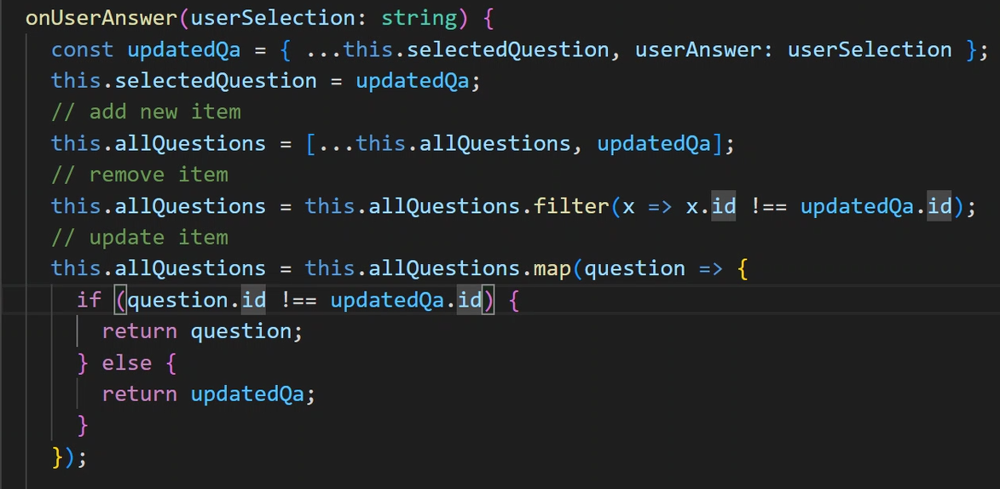 onUserAnswer(userSelection: string) {
const updatedQa = { ...this.selectedQuestion, userAnswer: userSelection };
this.selectedQuestion = updatedQa;
// add new item
this.allQuestions = [...this.allQuestions, updatedQa];
// remove item
this.allQuestions = this.allQuestions.filter(x => x.id !== updatedQa.id);
// update item
this.allQuestions = this.allQuestions.map(question => {
if (question.id !== updatedQa.id) {
return question;
} else {
return updatedQa;
}
});